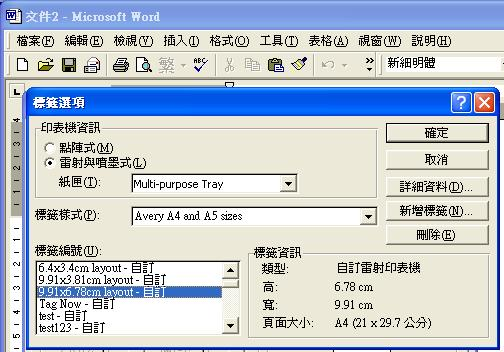 文件2 - Microsoft Word
檔案(F) 編輯(E) 檢視(V) 插入(I) 格式(O) 工具(T) 表格(A) 視窗(W) 說明(H)
繁 ABC 新細明體
標籤選項
印表機資訊
點陣式(M)
雷射與噴墨式(L)
紙匣(T): Multi-purpose Tray
標籤樣式(P): Avery A4 and A5 sizes
標籤編號(U):
6.4x3.4cm layout - 自訂
9.91x3.81cm layout - 自訂
9.91x6.78cm layout - 自訂
Tag Now - 自訂
test - 自訂
test123 - 自訂
標籤資訊
類型: 自訂雷射印表機
高: 6.78 cm
寬: 9.91 cm
頁面大小: A4 (21 x 29.7 公分)
確定
取消
詳細資料(D)...
新增標籤(N)...
刪除(E)